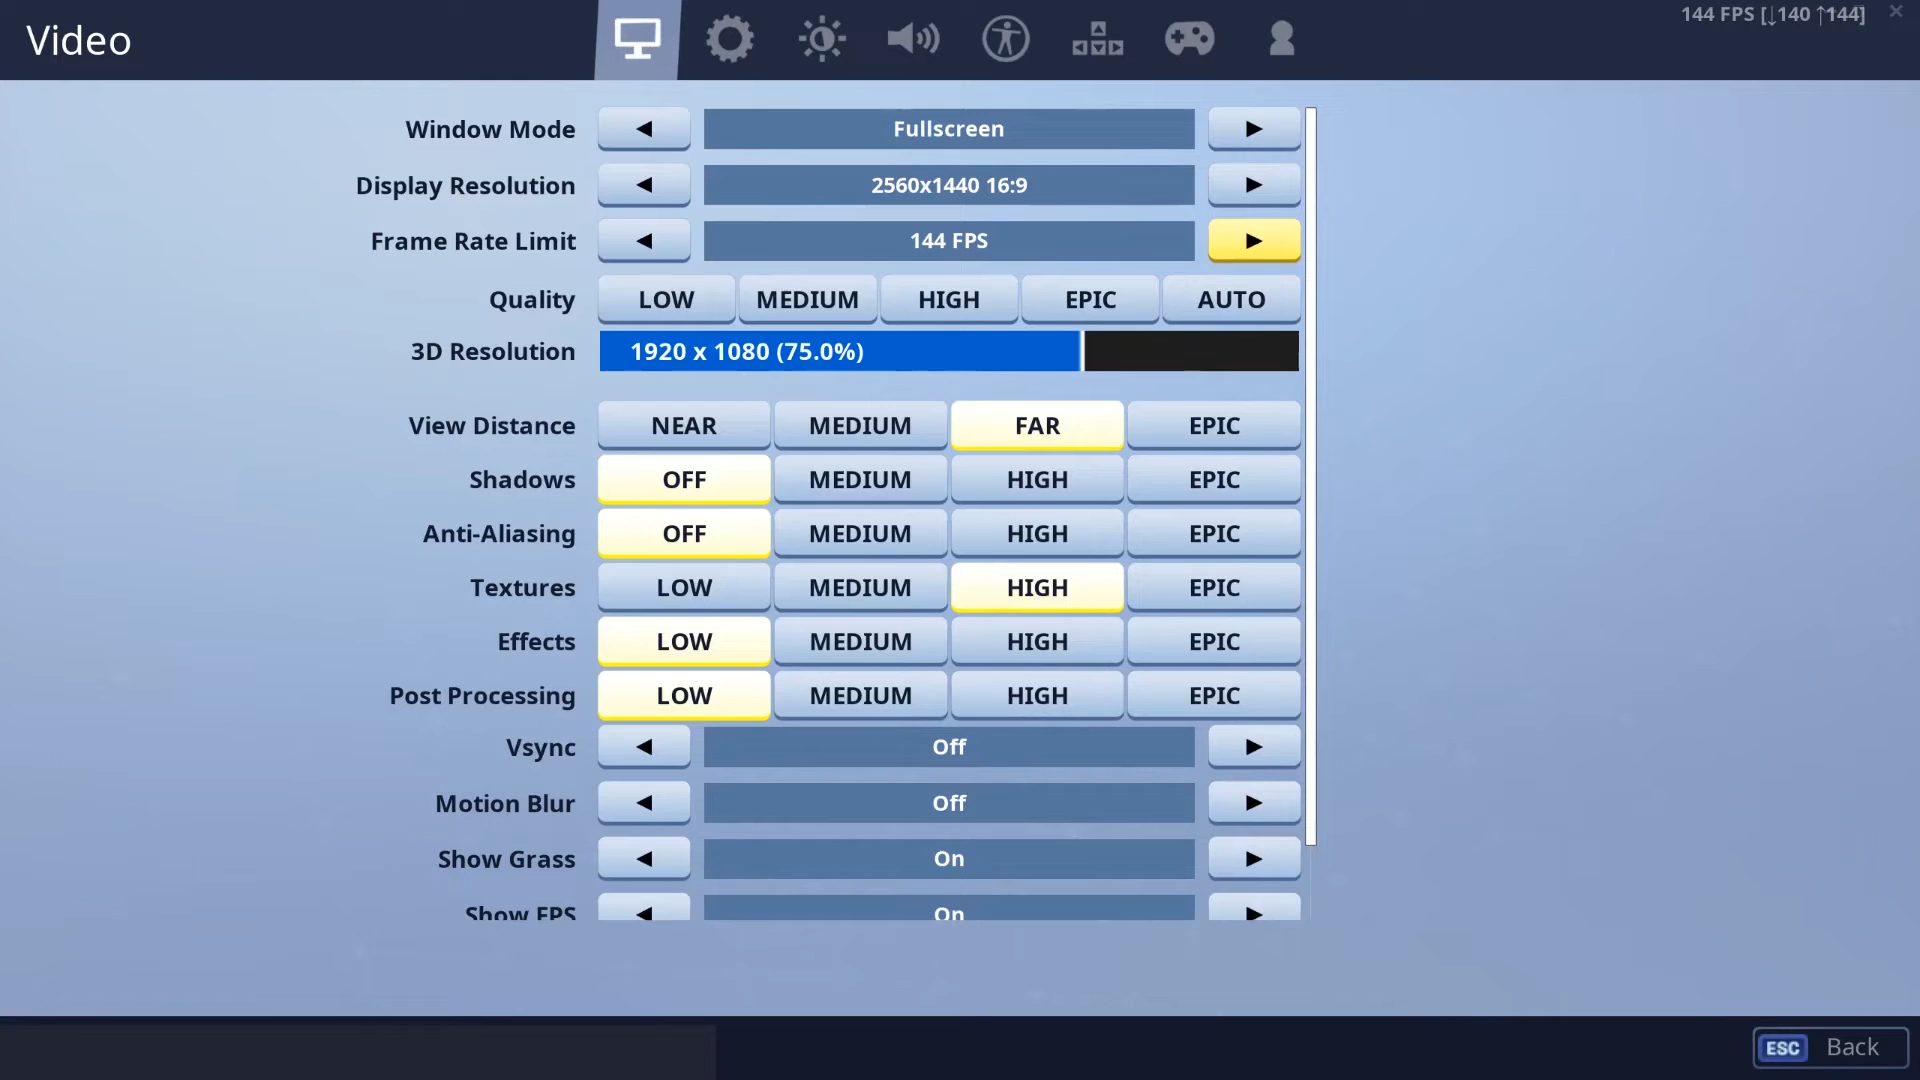 Video
144 FPS [↓140 ↑144]
Window Mode ◀ Fullscreen ▶
Display Resolution ◀ 2560x1440 16:9 ▶
Frame Rate Limit ◀ 144 FPS ▶
Quality LOW MEDIUM HIGH EPIC AUTO
3D Resolution 1920 x 1080 (75.0%)
View Distance NEAR MEDIUM FAR EPIC
Shadows OFF MEDIUM HIGH EPIC
Anti-Aliasing OFF MEDIUM HIGH EPIC
Textures LOW MEDIUM HIGH EPIC
Effects LOW MEDIUM HIGH EPIC
Post Processing LOW MEDIUM HIGH EPIC
Vsync ◀ Off ▶
Motion Blur ◀ Off ▶
Show Grass ◀ On ▶
Show FPS ◀ On ▶
ESC Back